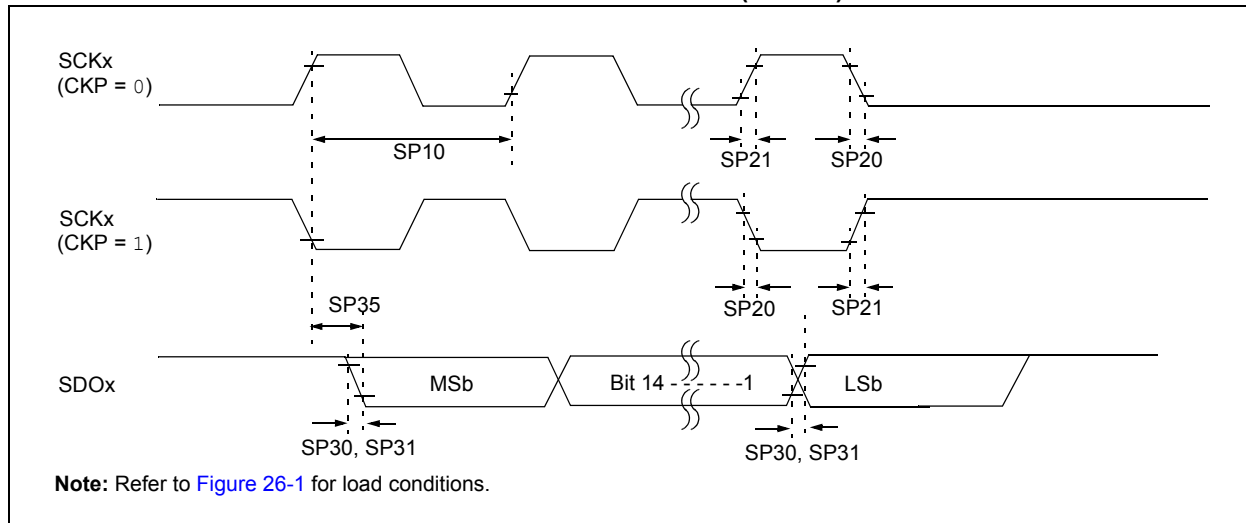 SCKx
(CKP = 0)
SP10
SP21
SP20
SCKx
(CKP = 1)
SP35
SP20
SP21
SDOx
MSb
Bit 14 - - - - - -1
LSb
SP30, SP31
SP30, SP31
Note: Refer to Figure 26-1 for load conditions.